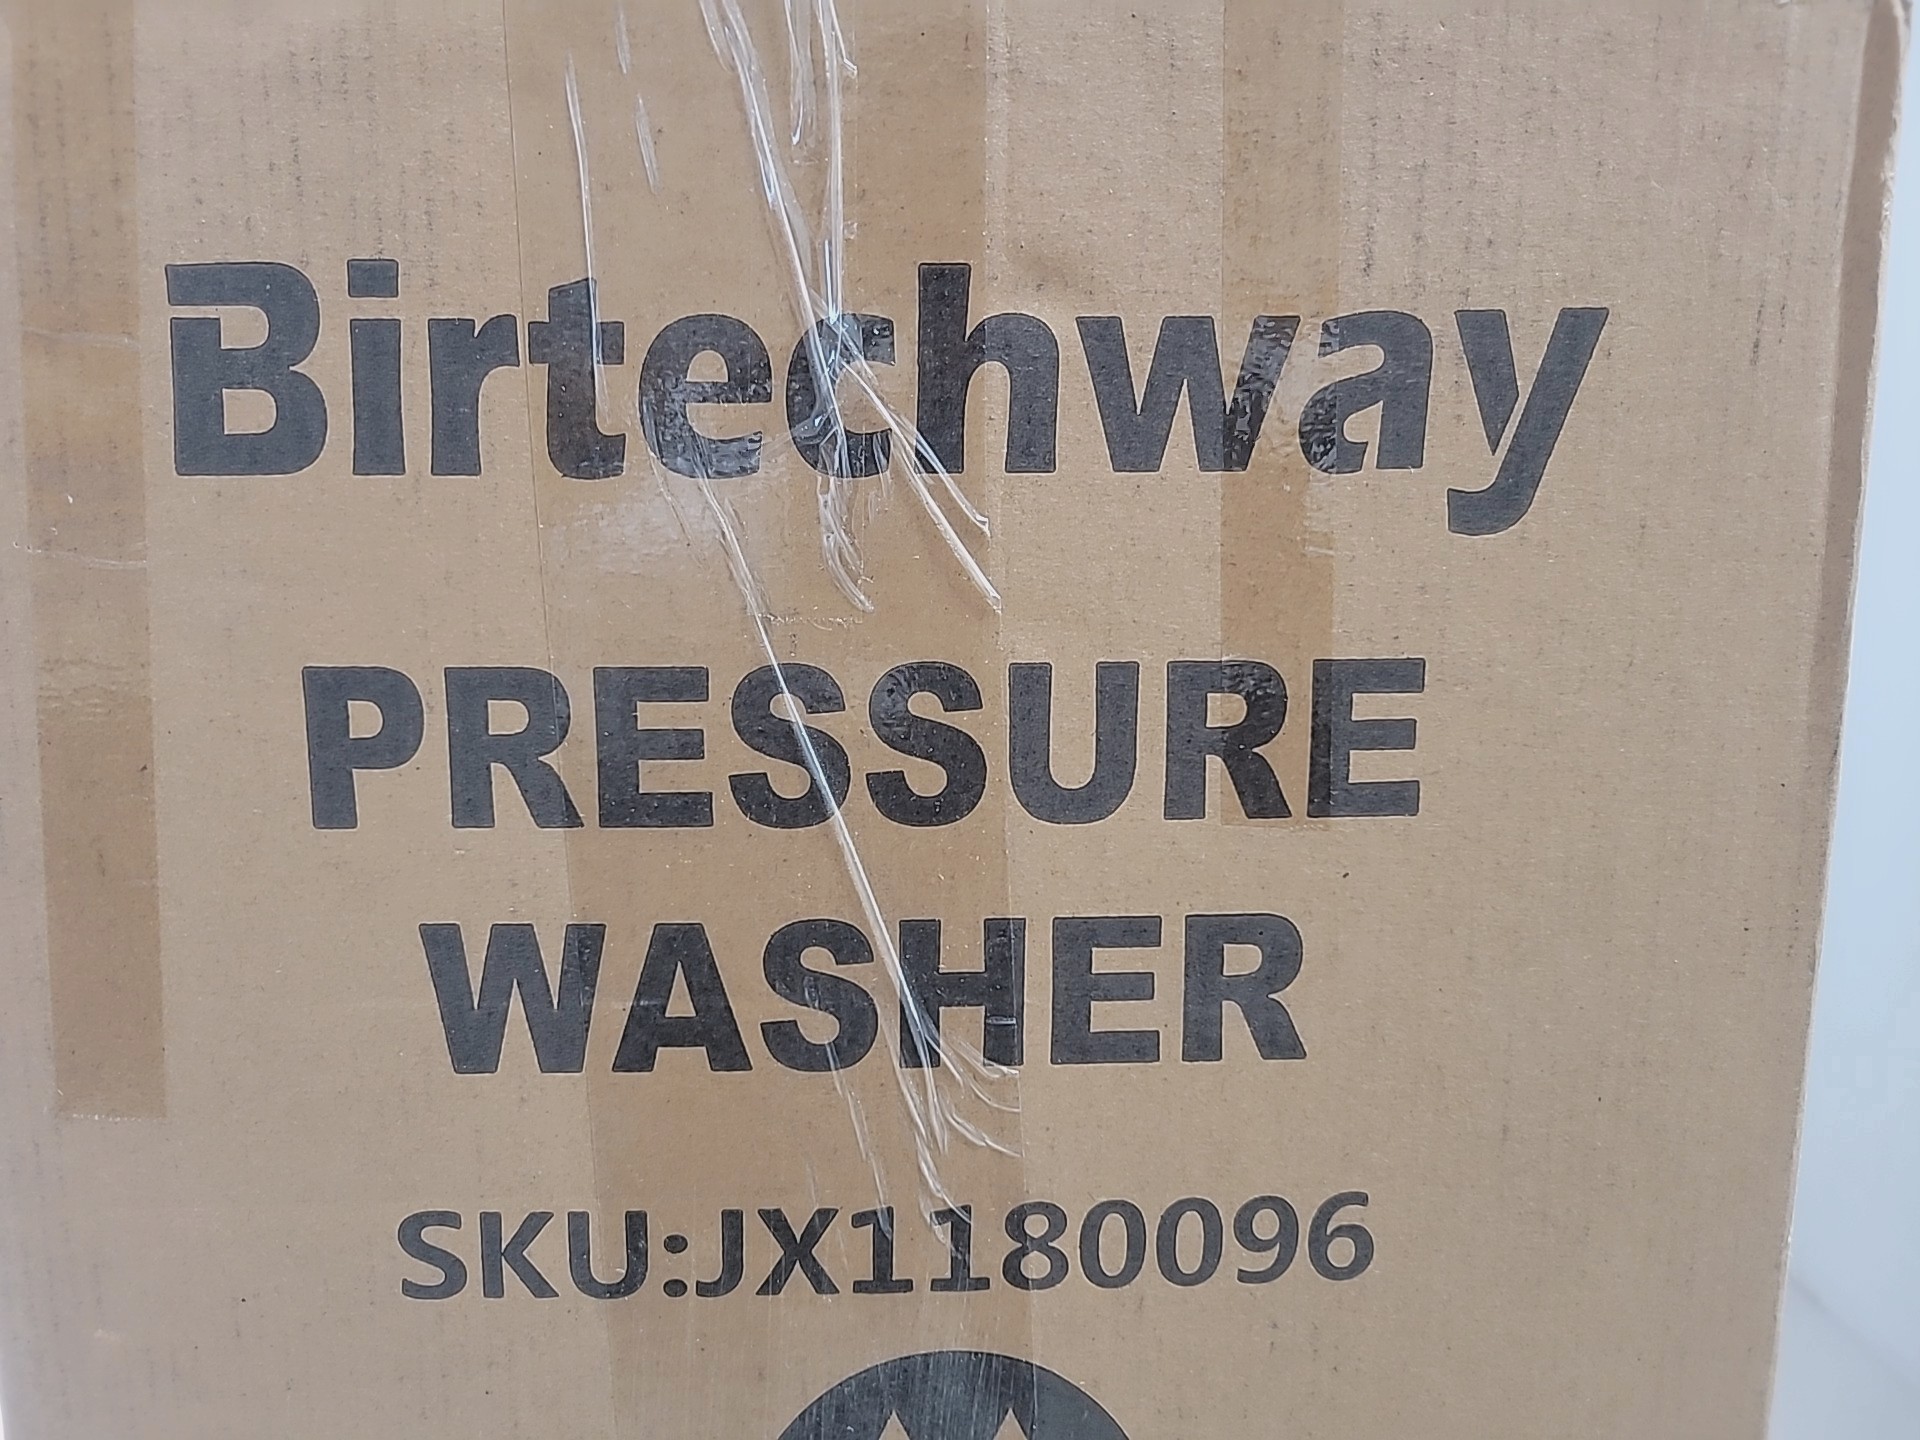 Birtechway
PRESSURE
WASHER
SKU:JX1180096